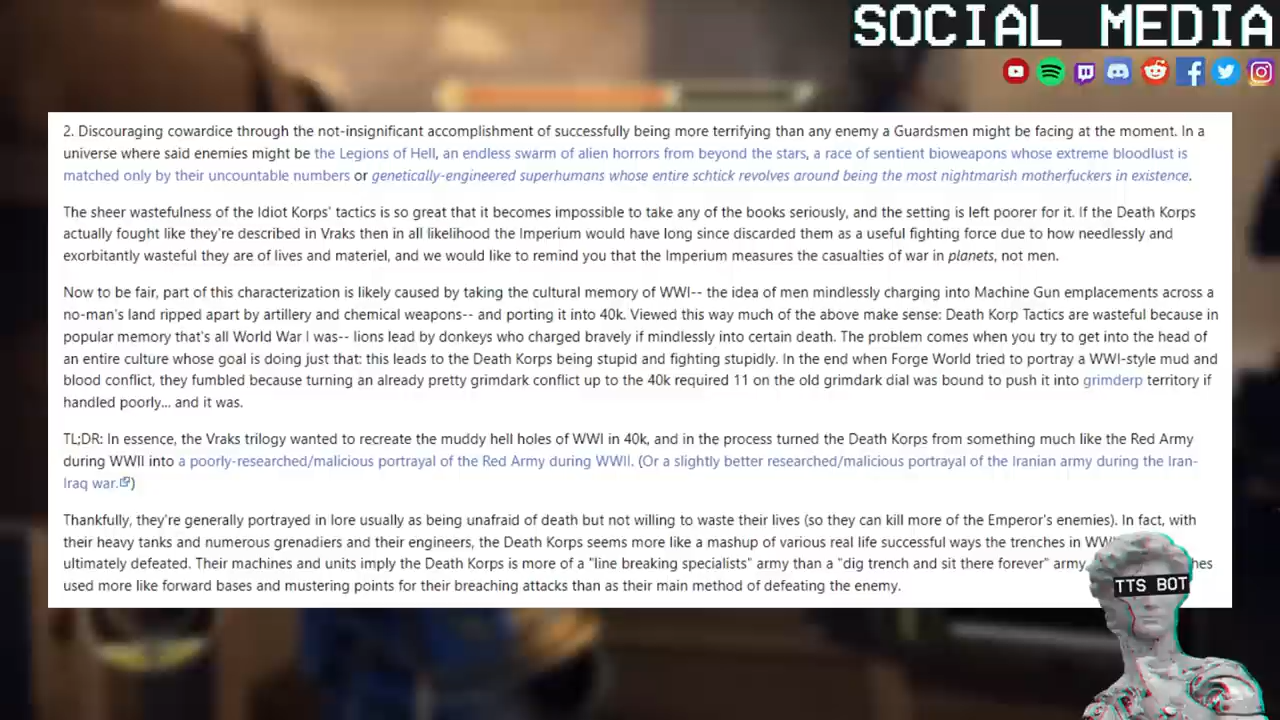 SOCIAL MEDIA
2. Discouraging cowardice through the not-insignificant accomplishment of successfully being more terrifying than any enemy a Guardsmen might be facing at the moment. In a
universe where said enemies might be the Legions of Hell, an endless swarm of alien horrors from beyond the stars, a race of sentient bioweapons whose extreme bloodlust is
matched only by their uncountable numbers or genetically-engineered superhumans whose entire schtick revolves around being the most nightmarish motherfuckers in existence.
The sheer wastefulness of the Idiot Korps' tactics is so great that it becomes impossible to take any of the books seriously, and the setting is left poorer for it. If the Death Korps
actually fought like they're described in Vraks then in all likelihood the Imperium would have long since discarded them as a useful fighting force due to how needlessly and
exorbitantly wasteful they are of lives and materiel, and we would like to remind you that the Imperium measures the casualties of war in planets, not men.
Now to be fair, part of this characterization is likely caused by taking the cultural memory of WWI-- the idea of men mindlessly charging into Machine Gun emplacements across a
no-man's land ripped apart by artillery and chemical weapons-- and porting it into 40k. Viewed this way much of the above make sense: Death Korp Tactics are wasteful because in
popular memory that's all World War I was-- lions lead by donkeys who charged bravely if mindlessly into certain death. The problem comes when you try to get into the head of
an entire culture whose goal is doing just that: this leads to the Death Korps being stupid and fighting stupidly. In the end when Forge World tried to portray a WWI-style mud and
blood conflict, they fumbled because turning an already pretty grimdark conflict up to the 40k required 11 on the old grimdark dial was bound to push it into grimderp territory if
handled poorly... and it was.
TL;DR: In essence, the Vraks trilogy wanted to recreate the muddy hell holes of WWI in 40k, and in the process turned the Death Korps from something much like the Red Army
during WWII into a poorly-researched/malicious portrayal of the Red Army during WWII. (Or a slightly better researched/malicious portrayal of the Iranian army during the Iran-
Iraq war.)
Thankfully, they're generally portrayed in lore usually as being unafraid of death but not willing to waste their lives (so they can kill more of the Emperor's enemies). In fact, with
their heavy tanks and numerous grenadiers and their engineers, the Death Korps seems more like a mashup of various real life successful ways the trenches in
ultimately defeated. Their machines and units imply the Death Korps is more of a "line breaking specialists" army than a "dig trench and sit there forever" army
used more like forward bases and mustering points for their breaching attacks than as their main method of defeating the enemy.
TTS BOT